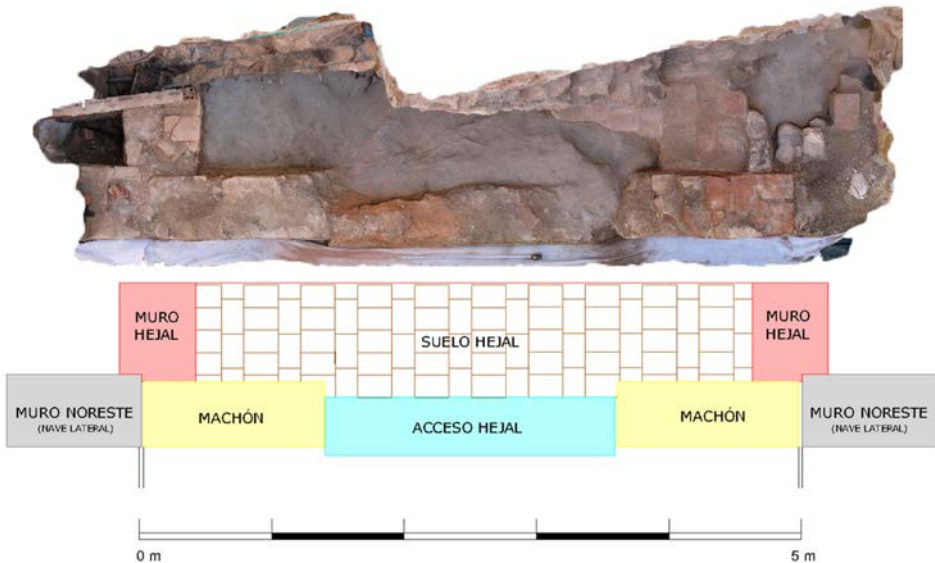 MURO
HEJAL
SUELO HEJAL
MURO
HEJAL
MURO NORESTE
(NAVE LATERAL)
MACHÓN
ACCESO HEJAL
MACHÓN
MURO NORESTE
(NAVE LATERAL)
0 m
5 m